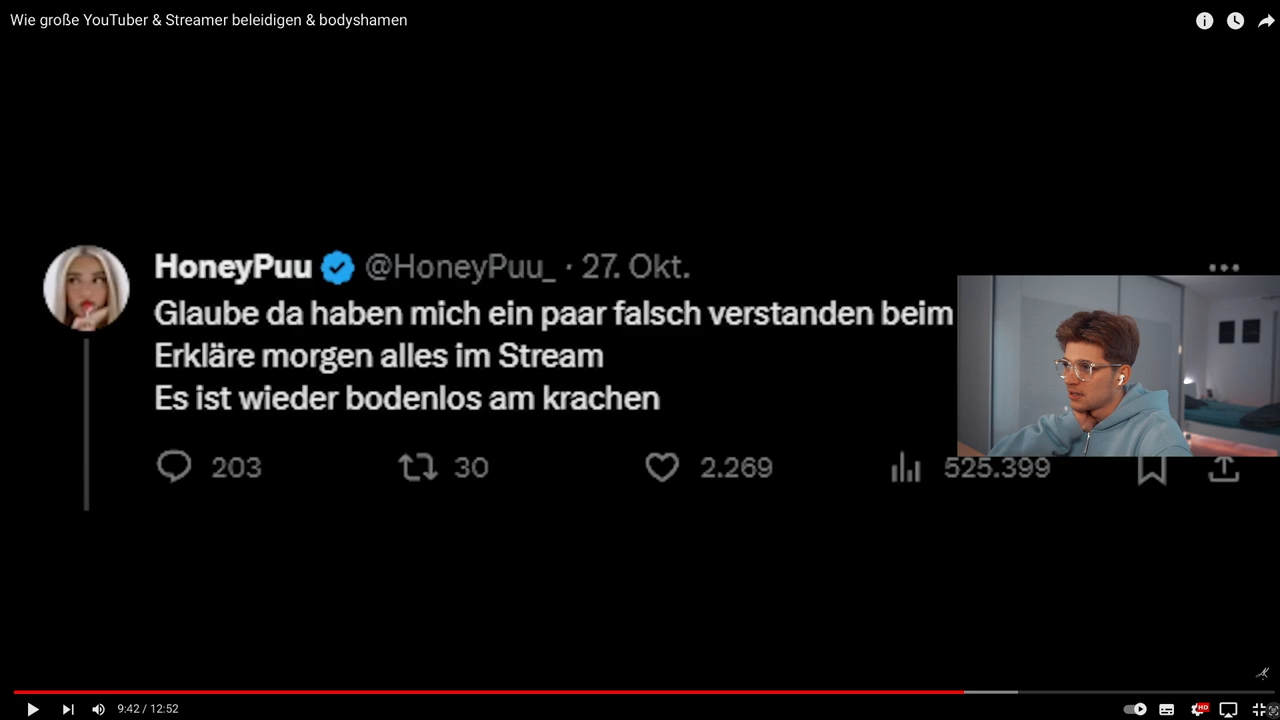 Wie große YouTuber & Streamer beleidigen & bodyshamen
HoneyPuu @HoneyPuu_ · 27. Okt.
Glaube da haben mich ein paar falsch verstanden beim
Erkläre morgen alles im Stream
Es ist wieder bodenlos am krachen
203 30 2.269 525.399
9:42 / 12:52 HD